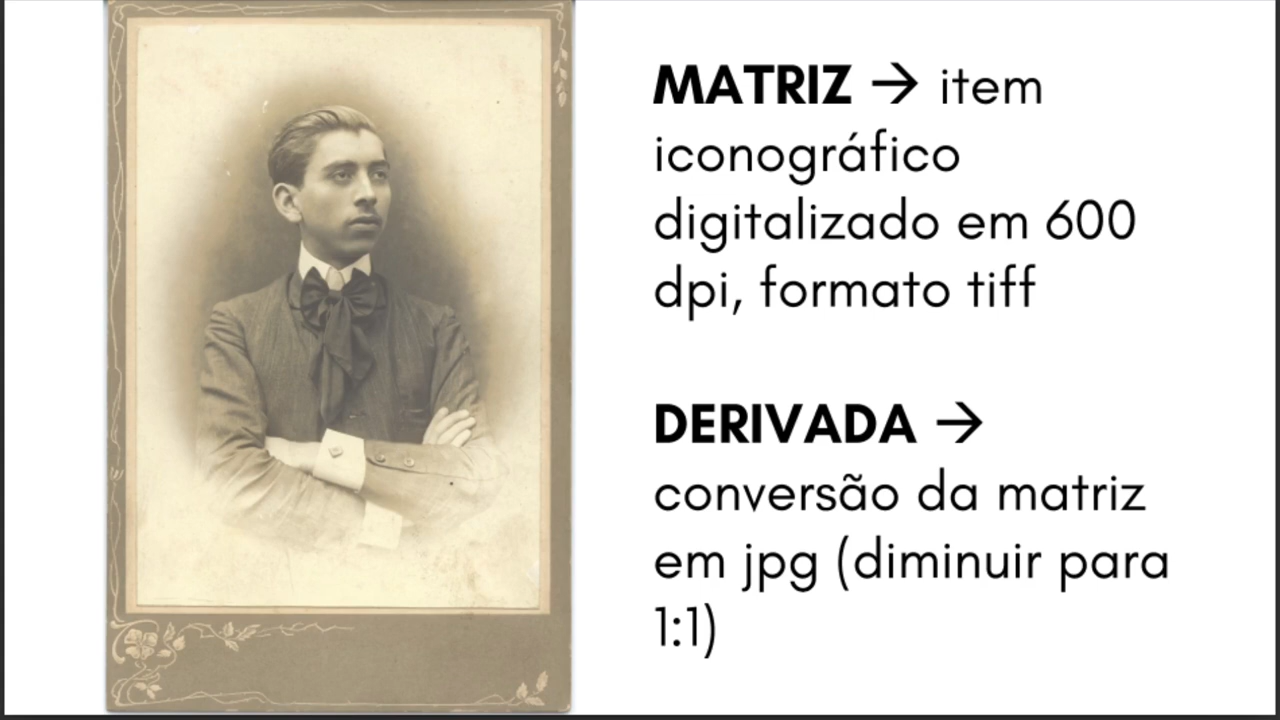 MATRIZ → item
iconográfico
digitalizado em 600
dpi, formato tiff
DERIVADA →
conversão da matriz
em jpg (diminuir para
1:1)